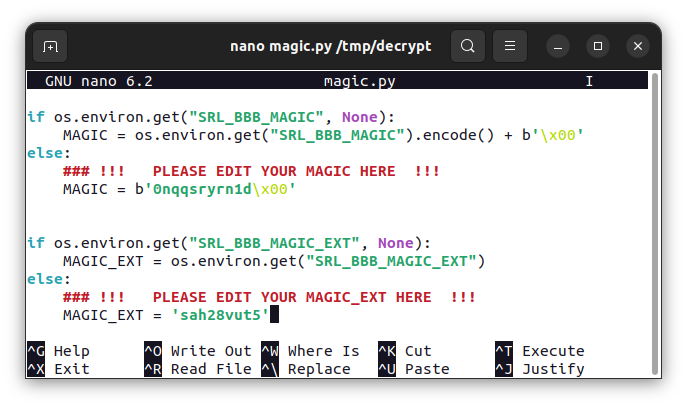 nano magic.py /tmp/decrypt
GNU nano 6.2 magic.py I
if os.environ.get("SRL_BBB_MAGIC", None):
    MAGIC = os.environ.get("SRL_BBB_MAGIC").encode() + b'\x00'
else:
    ### !!!   PLEASE EDIT YOUR MAGIC HERE  !!!
    MAGIC = b'0nqqsryrn1d\x00'
if os.environ.get("SRL_BBB_MAGIC_EXT", None):
    MAGIC_EXT = os.environ.get("SRL_BBB_MAGIC_EXT")
else:
    ### !!!   PLEASE EDIT YOUR MAGIC_EXT HERE  !!!
    MAGIC_EXT = 'sah28vut5'
^G Help ^O Write Out ^W Where Is ^K Cut ^T Execute
^X Exit ^R Read File ^\ Replace ^U Paste ^J Justify